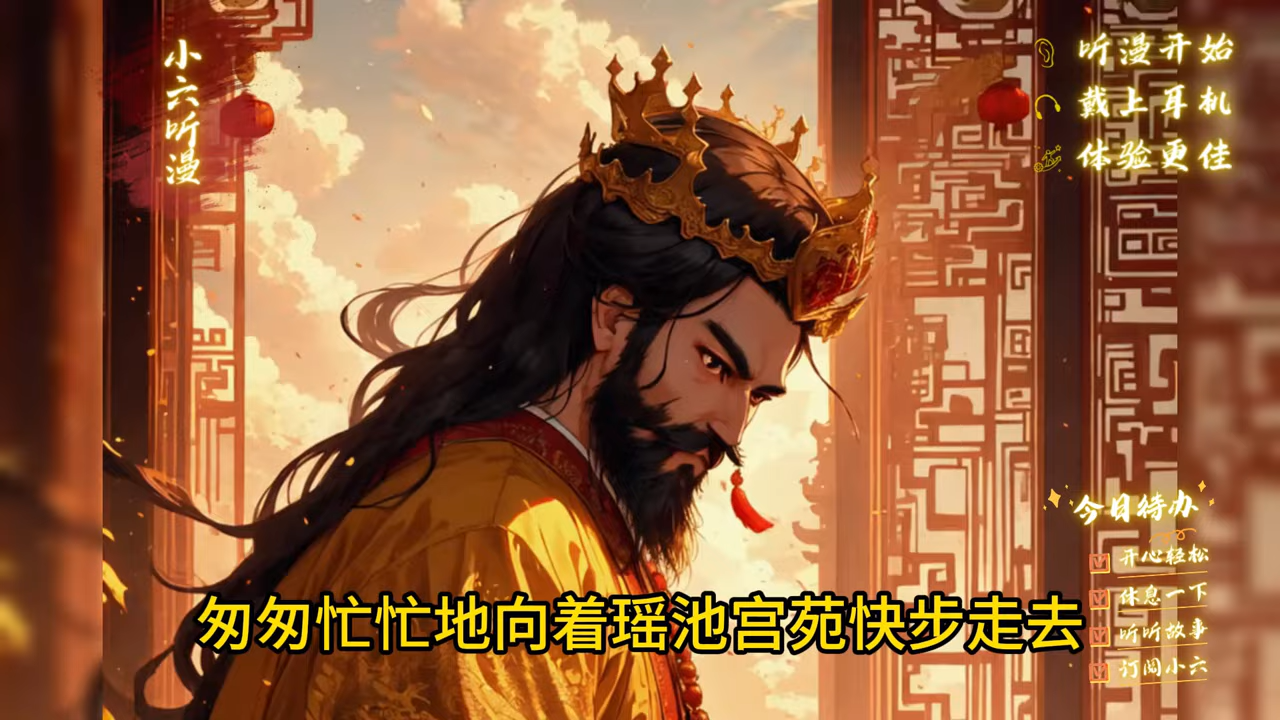 小六听漫
听漫开始
戴上耳机
体验更佳
今日待办
开心轻松
休息一下
听听故事
订阅小六
匆匆忙忙地向着瑶池宫苑快步走去